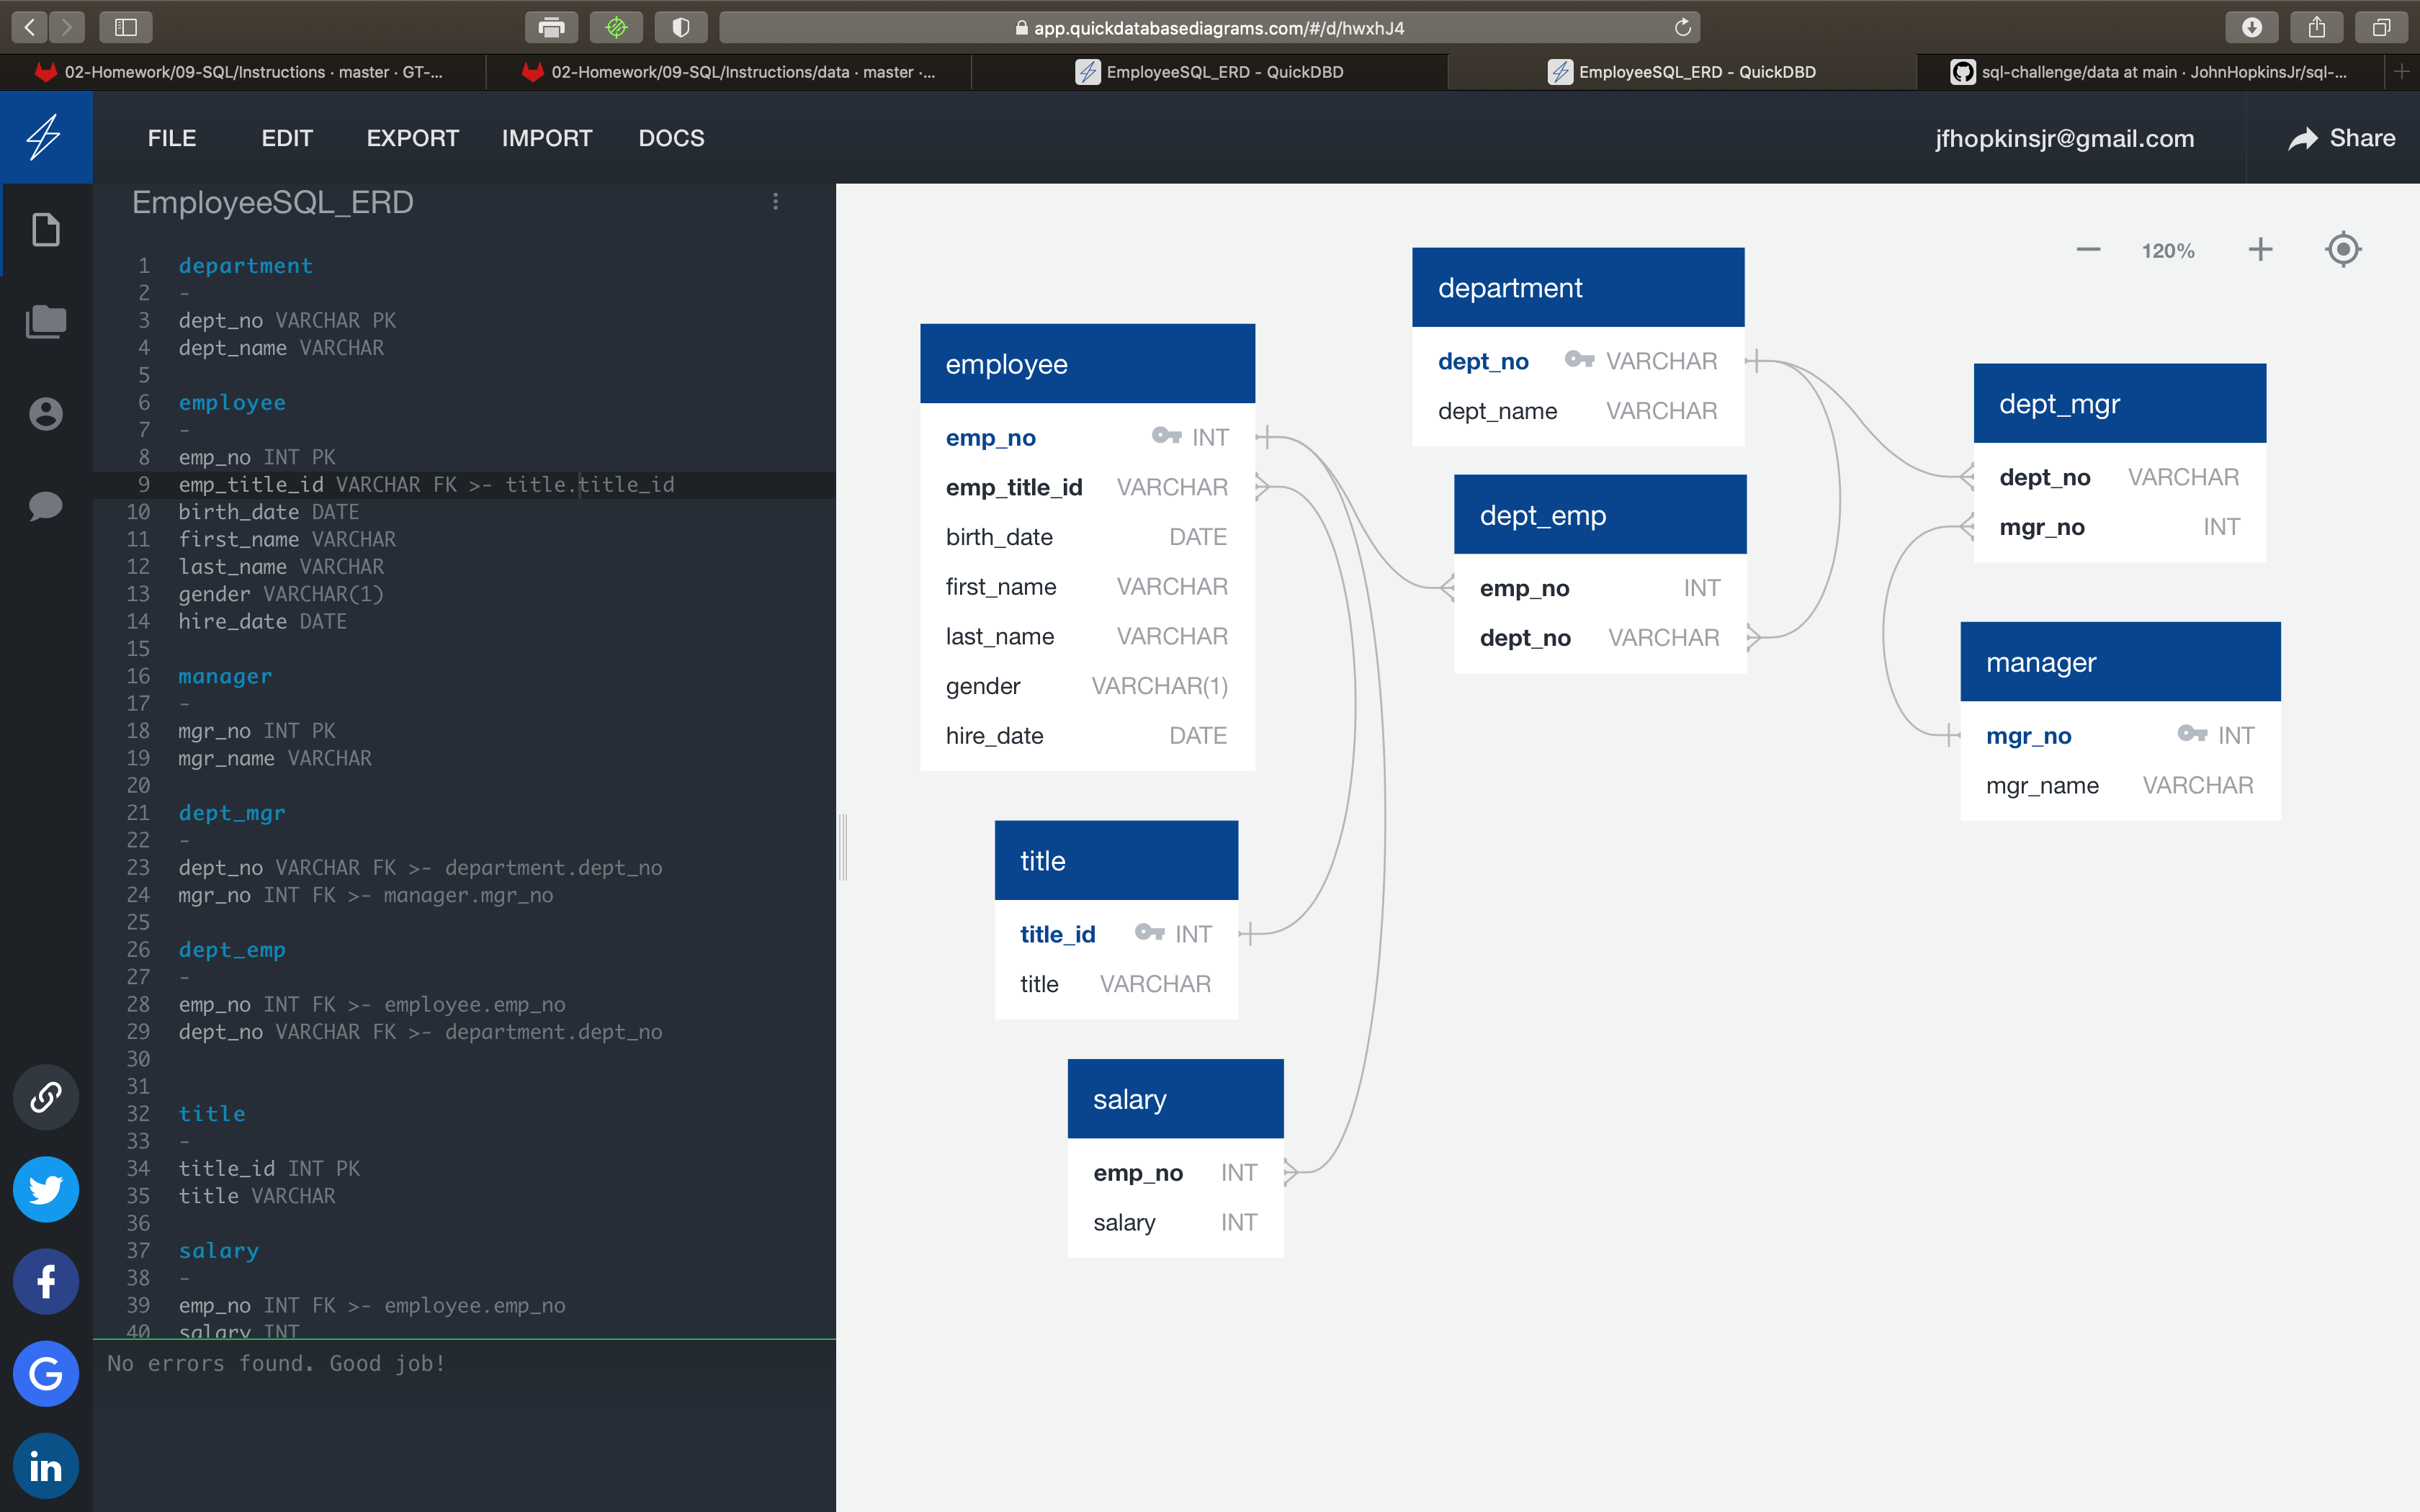 app.quickdatabasediagrams.com/#/d/hwxhJ4
02-Homework/09-SQL/Instructions · master · GT-...
02-Homework/09-SQL/Instructions/data · master ·...
EmployeeSQL_ERD - QuickDBD
EmployeeSQL_ERD - QuickDBD
sql-challenge/data at main · JohnHopkinsJr/sql-...
FILE
EDIT
EXPORT
IMPORT
DOCS
jfhopkinsjr@gmail.com
Share
EmployeeSQL_ERD
1 department
2 -
3 dept_no VARCHAR PK
4 dept_name VARCHAR
5
6 employee
7 -
8 emp_no INT PK
9 emp_title_id VARCHAR FK >- title.title_id
10 birth_date DATE
11 first_name VARCHAR
12 last_name VARCHAR
13 gender VARCHAR(1)
14 hire_date DATE
15
16 manager
17 -
18 mgr_no INT PK
19 mgr_name VARCHAR
20
21 dept_mgr
22 -
23 dept_no VARCHAR FK >- department.dept_no
24 mgr_no INT FK >- manager.mgr_no
25
26 dept_emp
27 -
28 emp_no INT FK >- employee.emp_no
29 dept_no VARCHAR FK >- department.dept_no
30
31
32 title
33 -
34 title_id INT PK
35 title VARCHAR
36
37 salary
38 -
39 emp_no INT FK >- employee.emp_no
40 salary INT
No errors found. Good job!
120%
employee
emp_no INT
emp_title_id VARCHAR
birth_date DATE
first_name VARCHAR
last_name VARCHAR
gender VARCHAR(1)
hire_date DATE
department
dept_no VARCHAR
dept_name VARCHAR
dept_emp
emp_no INT
dept_no VARCHAR
dept_mgr
dept_no VARCHAR
mgr_no INT
manager
mgr_no INT
mgr_name VARCHAR
title
title_id INT
title VARCHAR
salary
emp_no INT
salary INT